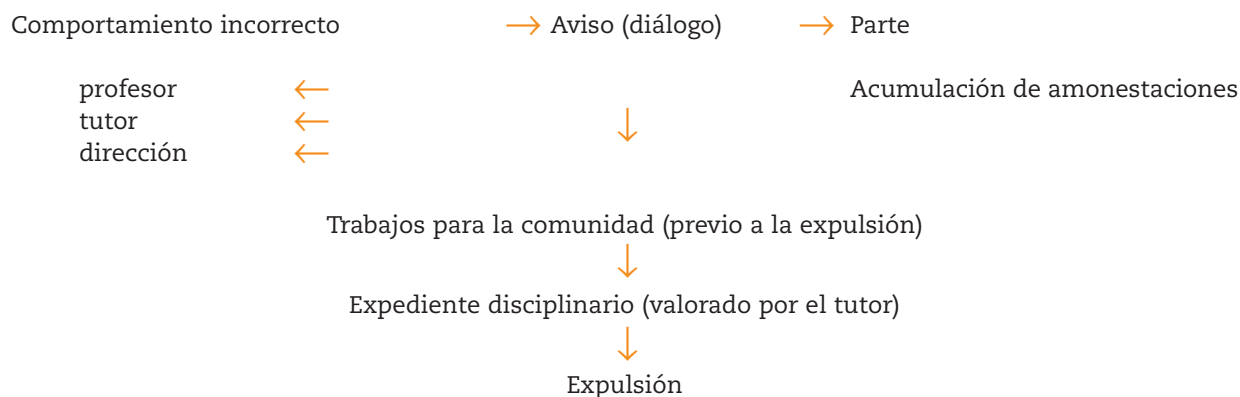 Comportamiento incorrecto → Aviso (diálogo) → Parte
profesor ← Acumulación de amonestaciones
tutor ← ↓
dirección ←
Trabajos para la comunidad (previo a la expulsión)
↓
Expediente disciplinario (valorado por el tutor)
↓
Expulsión